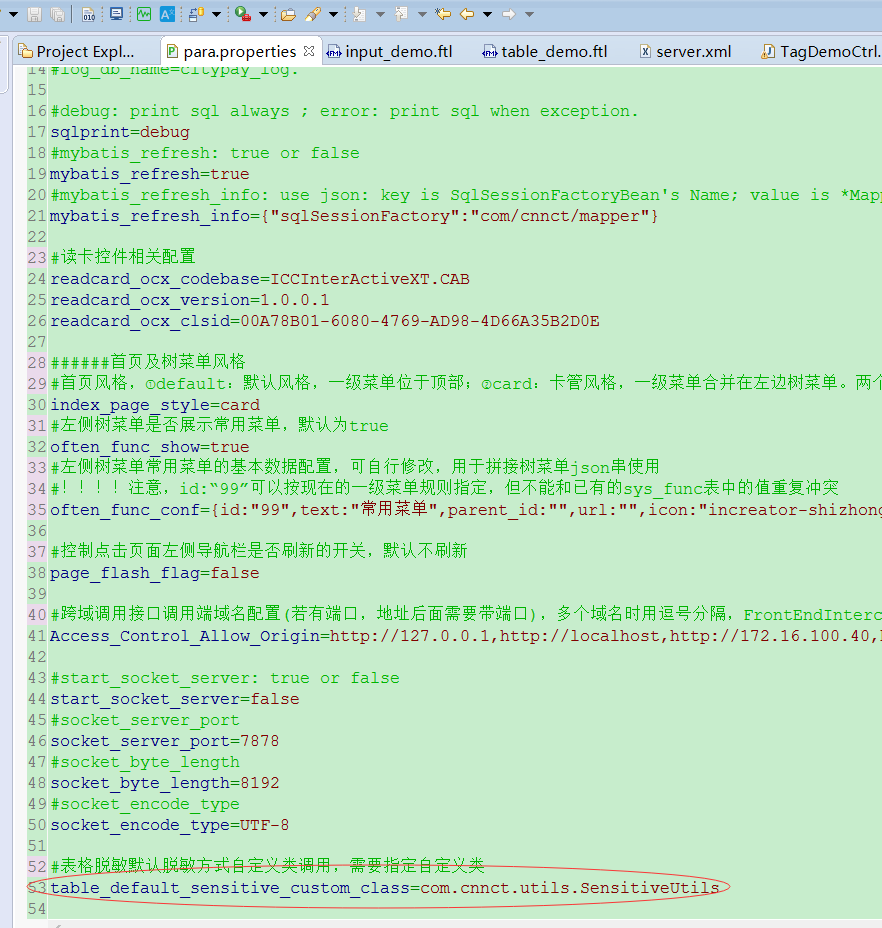 Project Expl...
para.properties
input_demo.ftl
table_demo.ftl
server.xml
TagDemoCtrl.
14 #log_db_name=citypay_log.
15
16 #debug: print sql always ; error: print sql when exception.
17 sqlprint=debug
18 #mybatis_refresh: true or false
19 mybatis_refresh=true
20 #mybatis_refresh_info: use json: key is SqlSessionFactoryBean's Name; value is *Mapp
21 mybatis_refresh_info={"sqlSessionFactory":"com/cnnct/mapper"}
22
23 #读卡控件相关配置
24 readcard_ocx_codebase=ICCInterActiveXT.CAB
25 readcard_ocx_version=1.0.0.1
26 readcard_ocx_clsid=00A78B01-6080-4769-AD98-4D66A35B2D0E
27
28 ######首页及树菜单风格
29 #首页风格，①default：默认风格，一级菜单位于顶部；②card：卡管风格，一级菜单合并在左边树菜单。两个
30 index_page_style=card
31 #左侧树菜单是否展示常用菜单，默认为true
32 often_func_show=true
33 #左侧树菜单常用菜单的基本数据配置，可自行修改，用于拼接树菜单json串使用
34 #！！！！注意，id:“99”可以按现在的一级菜单规则指定，但不能和已有的sys_func表中的值重复冲突
35 often_func_conf={id:"99",text:"常用菜单",parent_id:"",url:"",icon:"increator-shizhong
36
37 #控制点击页面左侧导航栏是否刷新的开关，默认不刷新
38 page_flash_flag=false
39
40 #跨域调用接口调用端域名配置(若有端口，地址后面需要带端口)，多个域名时用逗号分隔，FrontEndInterc
41 Access_Control_Allow_Origin=http://127.0.0.1,http://localhost,http://172.16.100.40,
42
43 #start_socket_server: true or false
44 start_socket_server=false
45 #socket_server_port
46 socket_server_port=7878
47 #socket_byte_length
48 socket_byte_length=8192
49 #socket_encode_type
50 socket_encode_type=UTF-8
51
52 #表格脱敏默认脱敏方式自定义类调用，需要指定自定义类
53 table_default_sensitive_custom_class=com.cnnct.utils.SensitiveUtils
54